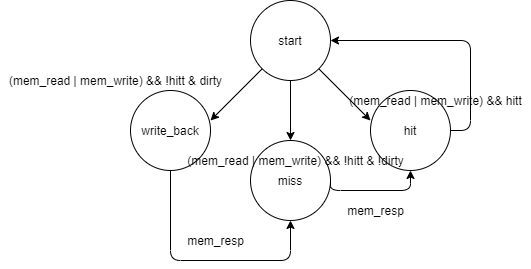 start
(mem_read | mem_write) && !hitt & dirty
(mem_read | mem_write) && hitt
write_back
hit
(mem_read | mem_write) && !hitt & !dirty
miss
mem_resp
mem_resp